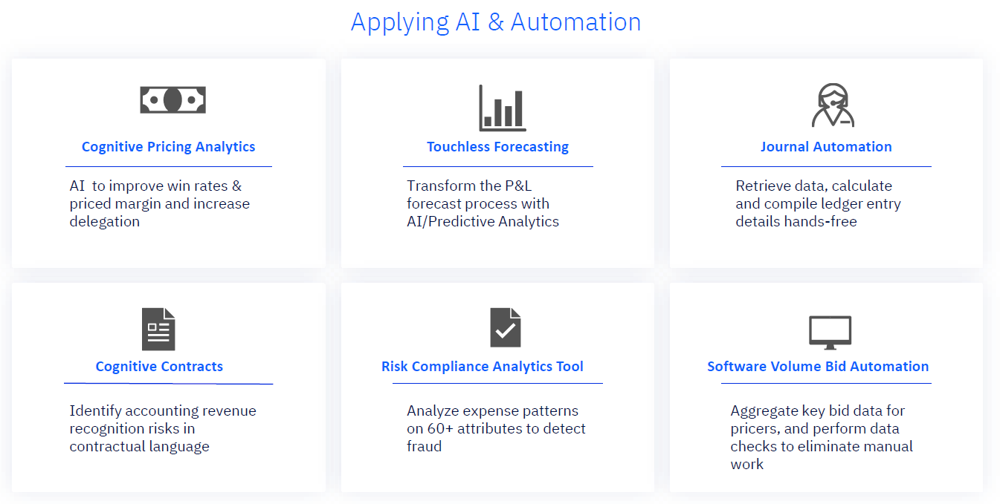 Applying AI & Automation
Cognitive Pricing Analytics
AI to improve win rates &
priced margin and increase
delegation
Touchless Forecasting
Transform the P&L
forecast process with
AI/Predictive Analytics
Journal Automation
Retrieve data, calculate
and compile ledger entry
details hands-free
Cognitive Contracts
Identify accounting revenue
recognition risks in
contractual language
Risk Compliance Analytics Tool
Analyze expense patterns
on 60+ attributes to detect
fraud
Software Volume Bid Automation
Aggregate key bid data for
pricers, and perform data
checks to eliminate manual
work